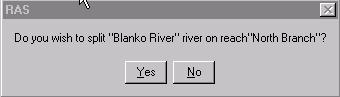 RAS
Do you wish to split "Blanko River" river on reach"North Branch"?
Yes No